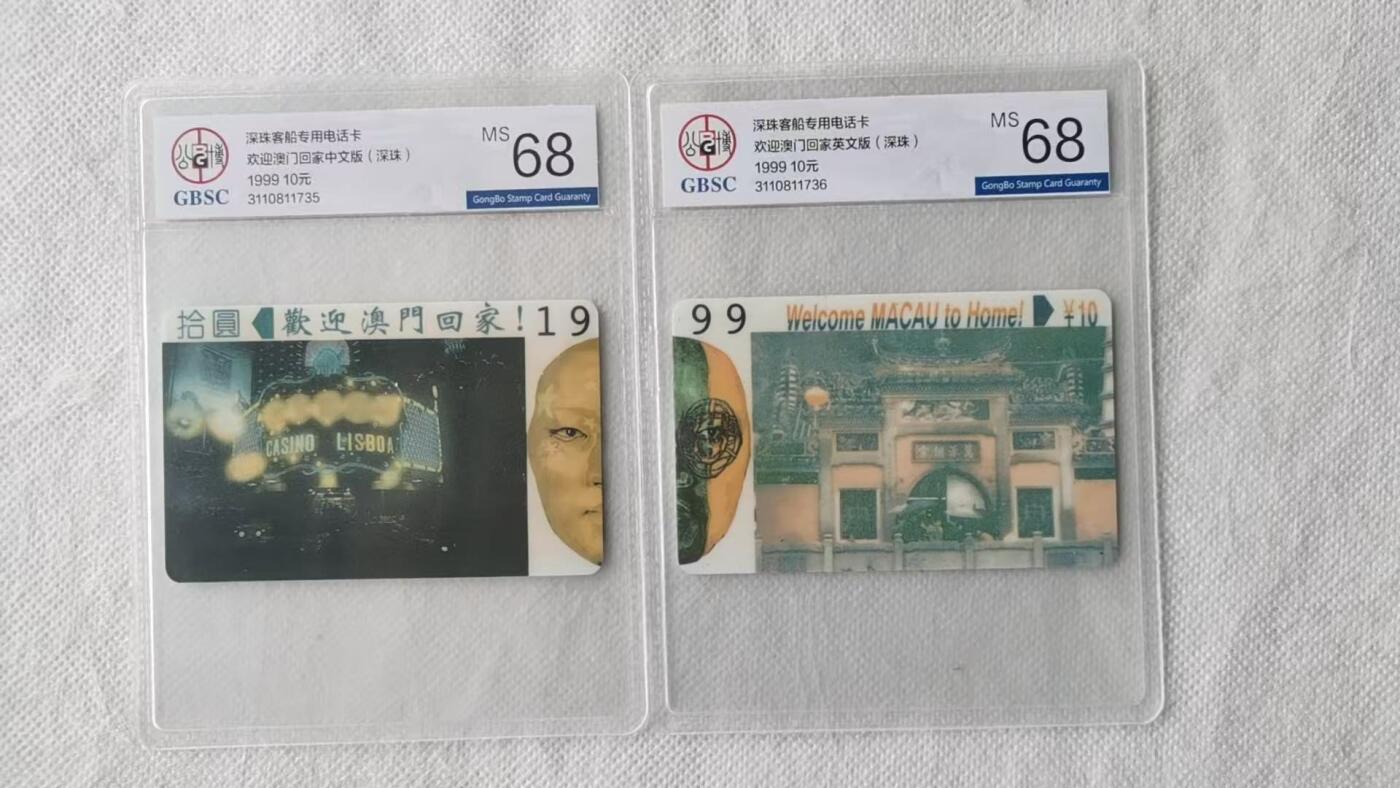 公博
GBSC
深珠客船专用电话卡
欢迎澳门回家中文版（深珠）
1999 10元
3110811735
MS 68
GongBo Stamp Card Guaranty
公博
GBSC
深珠客船专用电话卡
欢迎澳门回家英文版（深珠）
1999 10元
3110811736
MS 68
GongBo Stamp Card Guaranty
拾圓 歡迎澳門回家! 19
CASINO LISBOA
99 Welcome MACAU to Home! ¥10